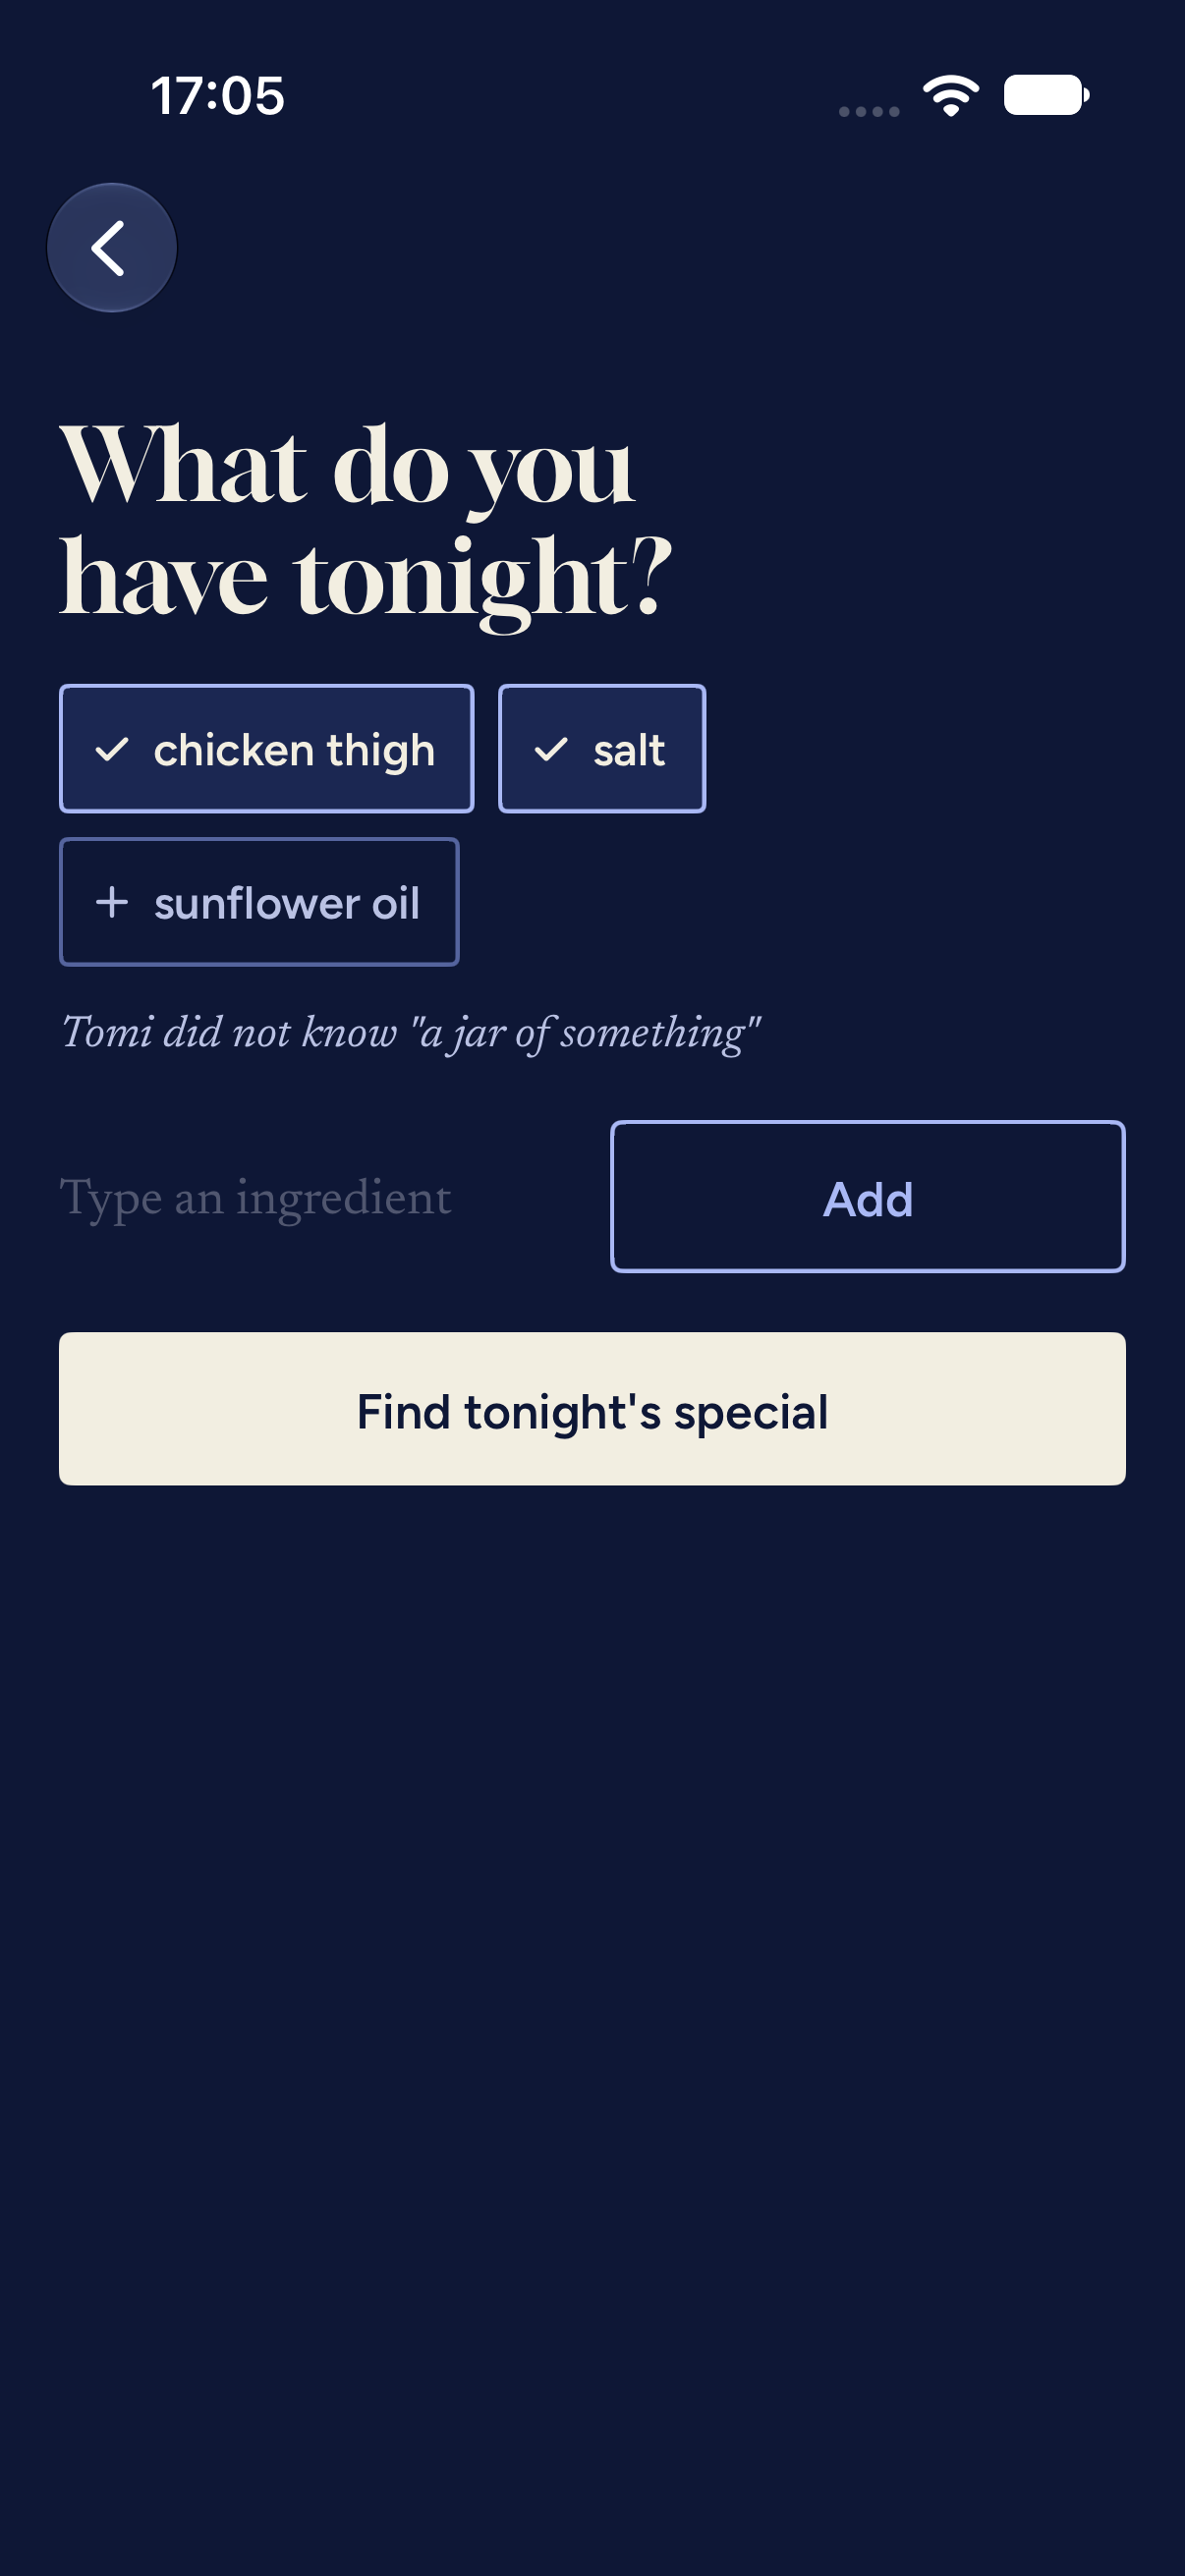 17:05
What do you
have tonight?
chicken thigh
salt
sunflower oil
Tomi did not know "a jar of something"
Type an ingredient
Add
Find tonight's special